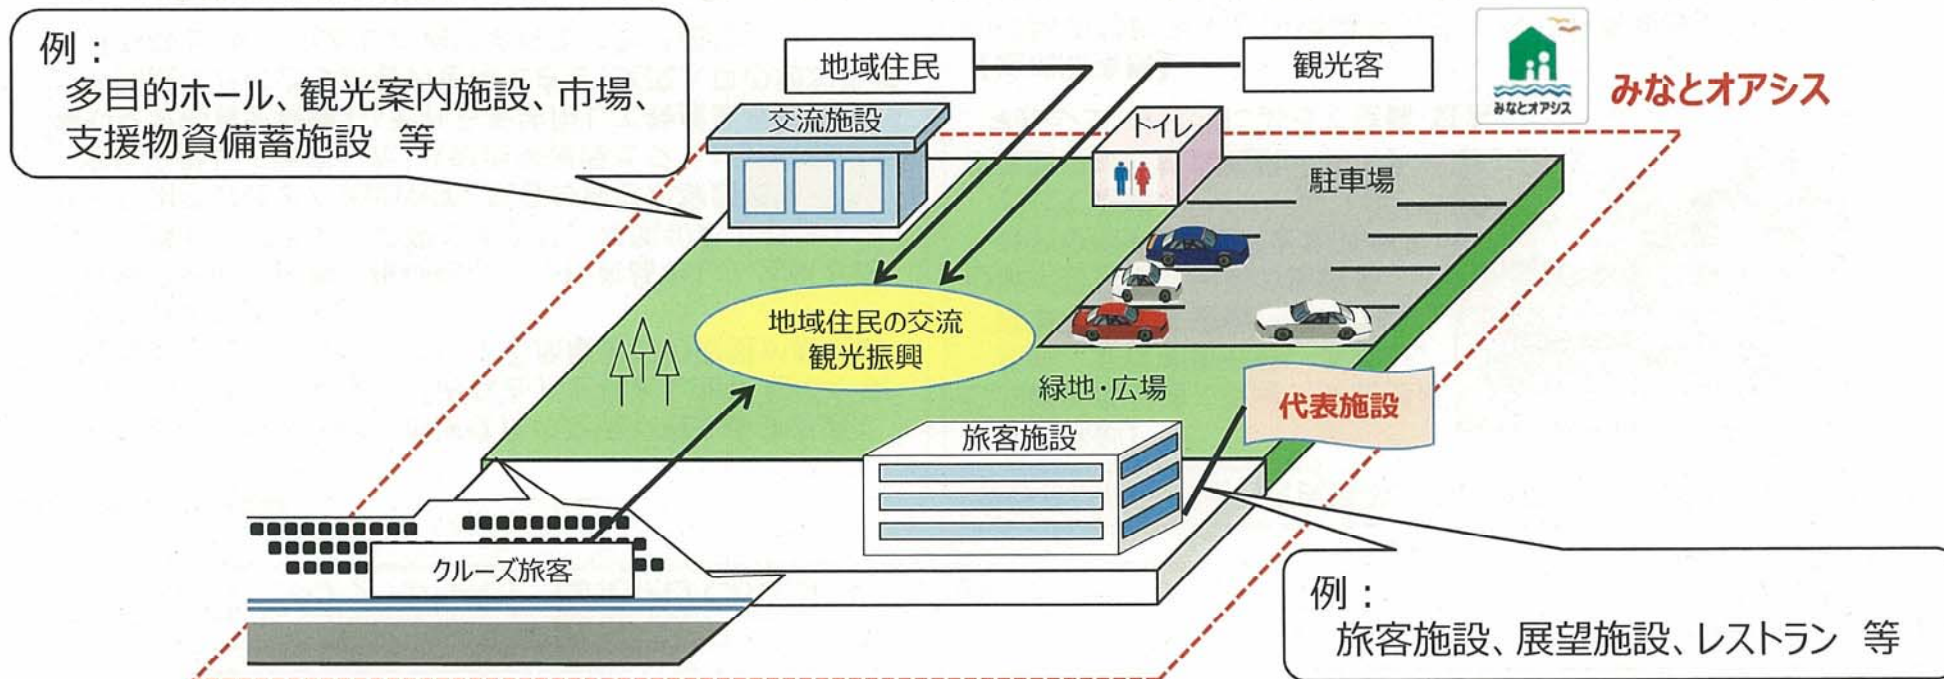 例：
多目的ホール、観光案内施設、市場、
支援物資備蓄施設　等
地域住民
観光客
みなとオアシス
みなとオアシス
交流施設
トイレ
駐車場
地域住民の交流
観光振興
緑地・広場
代表施設
旅客施設
クルーズ旅客
例：
旅客施設、展望施設、レストラン　等